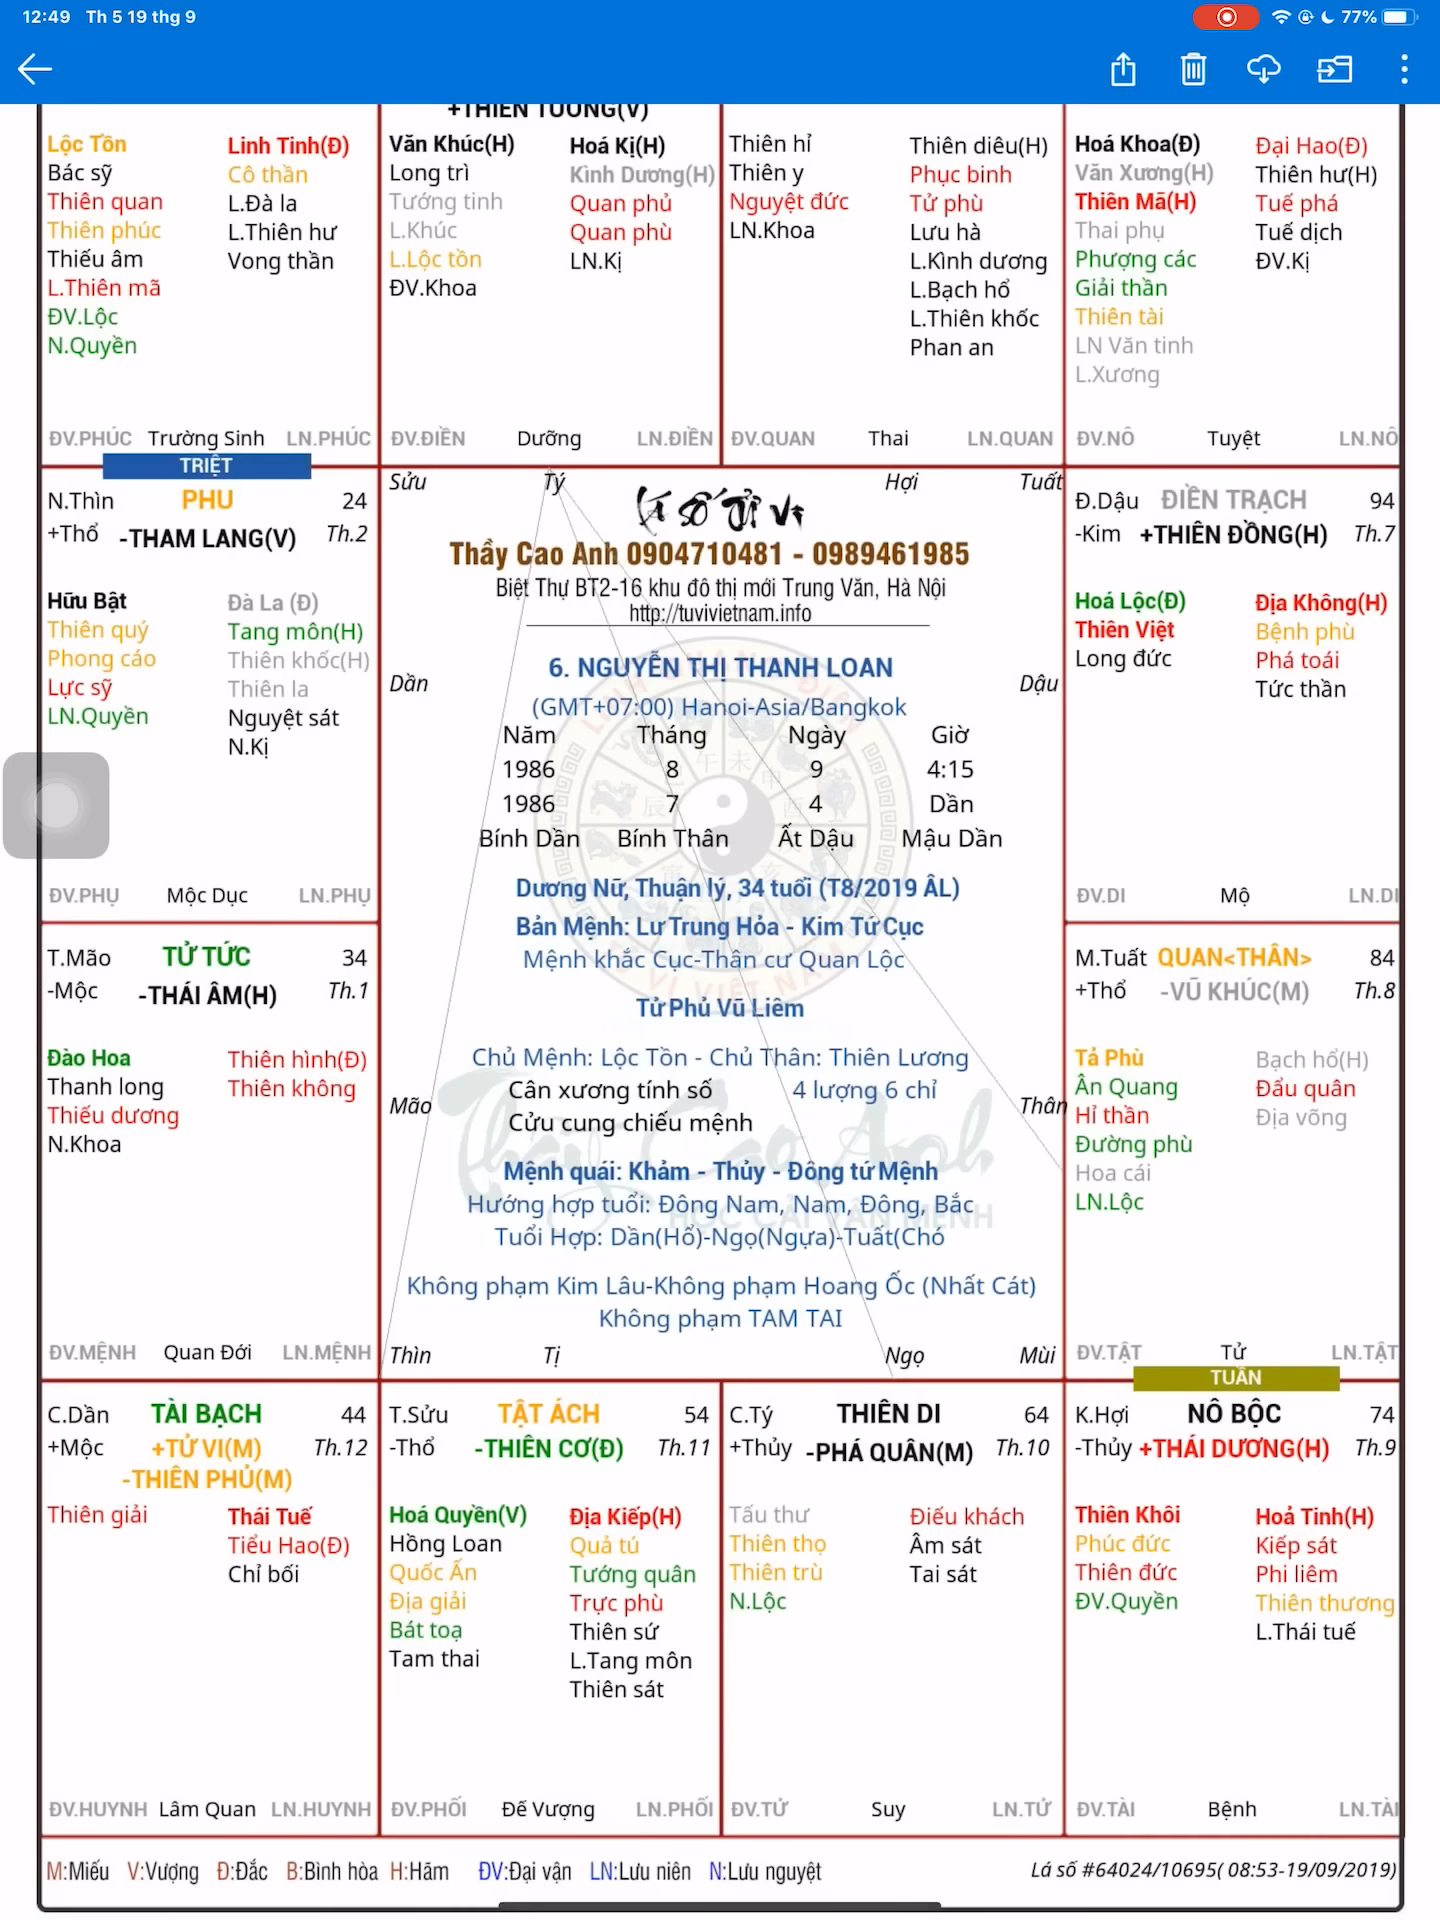 12:49 Th 5 19 thg 9
77%
+THIÊN TƯỚNG(V)
Lộc Tồn
Bác sỹ
Thiên quan
Thiên phúc
Thiếu âm
L.Thiên mã
ĐV.Lộc
N.Quyền
Linh Tinh(Đ)
Cô thần
L.Đà la
L.Thiên hư
Vong thần
ĐV.PHÚC Trường Sinh LN.PHÚC
Văn Khúc(H)
Long trì
Tướng tinh
L.Khúc
L.Lộc tồn
ĐV.Khoa
Hoá Kị(H)
Kình Dương(H)
Quan phủ
Quan phù
LN.Kị
ĐV.ĐIỀN Dưỡng LN.ĐIỀN
Thiên hỉ
Thiên y
Nguyệt đức
LN.Khoa
Thiên diêu(H)
Phục binh
Tử phù
Lưu hà
L.Kình dương
L.Bạch hổ
L.Thiên khốc
Phan an
ĐV.QUAN Thai LN.QUAN
Hoá Khoa(Đ)
Văn Xương(H)
Thiên Mã(H)
Thai phụ
Phượng các
Giải thần
Thiên tài
LN Văn tinh
L.Xương
Đại Hao(Đ)
Thiên hư(H)
Tuế phá
Tuế dịch
ĐV.Kị
ĐV.NÔ Tuyệt LN.NÔ
TRIỆT
N.Thìn PHU 24
+Thổ -THAM LANG(V) Th.2
Hữu Bật
Thiên quý
Phong cáo
Lực sỹ
LN.Quyền
Đà La (Đ)
Tang môn(H)
Thiên khốc(H)
Thiên la
Nguyệt sát
N.Kị
ĐV.PHỤ Mộc Dục LN.PHỤ
Sửu Tý Hợi Tuất
Lá số tử vi
Thầy Cao Anh 0904710481 - 0989461985
Biệt Thự BT2-16 khu đô thị mới Trung Văn, Hà Nội
http://tuvivietnam.info
6. NGUYỄN THỊ THANH LOAN
Dần Dậu
(GMT+07:00) Hanoi-Asia/Bangkok
Năm Tháng Ngày Giờ
1986 8 9 4:15
1986 7 4 Dần
Bính Dần Bính Thân Ất Dậu Mậu Dần
Dương Nữ, Thuận lý, 34 tuổi (T8/2019 ÂL)
Bản Mệnh: Lư Trung Hỏa - Kim Tứ Cục
Mệnh khắc Cục-Thân cư Quan Lộc
Tử Phủ Vũ Liêm
Chủ Mệnh: Lộc Tồn - Chủ Thân: Thiên Lương
Cân xương tính số 4 lượng 6 chỉ
Mão Thân
Cửu cung chiếu mệnh
Thầy Cao Anh
HỌC CẢI VẬN MỆNH
Mệnh quái: Khảm - Thủy - Đông tứ Mệnh
Hướng hợp tuổi: Đông Nam, Nam, Đông, Bắc
Tuổi Hợp: Dần(Hổ)-Ngọ(Ngựa)-Tuất(Chó
Không phạm Kim Lâu-Không phạm Hoang Ốc (Nhất Cát)
Không phạm TAM TAI
Thìn Tị Ngọ Mùi
Đ.Dậu ĐIỀN TRẠCH 94
-Kim +THIÊN ĐỒNG(H) Th.7
Hoá Lộc(Đ)
Thiên Việt
Long đức
Địa Không(H)
Bệnh phù
Phá toái
Tức thần
ĐV.DI Mộ LN.DI
T.Mão TỬ TỨC 34
-Mộc -THÁI ÂM(H) Th.1
Đào Hoa
Thanh long
Thiếu dương
N.Khoa
Thiên hình(Đ)
Thiên không
ĐV.MỆNH Quan Đới LN.MỆNH
M.Tuất QUAN<THÂN> 84
+Thổ -VŨ KHÚC(M) Th.8
Tả Phù
Ân Quang
Hỉ thần
Đường phù
Hoa cái
LN.Lộc
Bạch hổ(H)
Đẩu quân
Địa võng
ĐV.TẬT Tử LN.TẬT
TUẦN
C.Dần TÀI BẠCH 44
+Mộc +TỬ VI(M) Th.12
-THIÊN PHỦ(M)
Thiên giải
Thái Tuế
Tiểu Hao(Đ)
Chỉ bối
ĐV.HUYNH Lâm Quan LN.HUYNH
T.Sửu TẬT ÁCH 54
-Thổ -THIÊN CƠ(Đ) Th.11
Hoá Quyền(V)
Hồng Loan
Quốc Ấn
Địa giải
Bát toạ
Tam thai
Địa Kiếp(H)
Quả tú
Tướng quân
Trực phù
Thiên sứ
L.Tang môn
Thiên sát
ĐV.PHỐI Đế Vượng LN.PHỐI
C.Tý THIÊN DI 64
+Thủy -PHÁ QUÂN(M) Th.10
Tấu thư
Thiên thọ
Thiên trù
N.Lộc
Điếu khách
Âm sát
Tai sát
ĐV.TỬ Suy LN.TỬ
K.Hợi NÔ BỘC 74
-Thủy +THÁI DƯƠNG(H) Th.9
Thiên Khôi
Phúc đức
Thiên đức
ĐV.Quyền
Hoả Tinh(H)
Kiếp sát
Phi liêm
Thiên thương
L.Thái tuế
ĐV.TÀI Bệnh LN.TÀI
M:Miếu V:Vượng Đ:Đắc B:Bình hòa H:Hãm ĐV:Đại vận LN:Lưu niên N:Lưu nguyệt
Lá số #64024/10695( 08:53-19/09/2019)